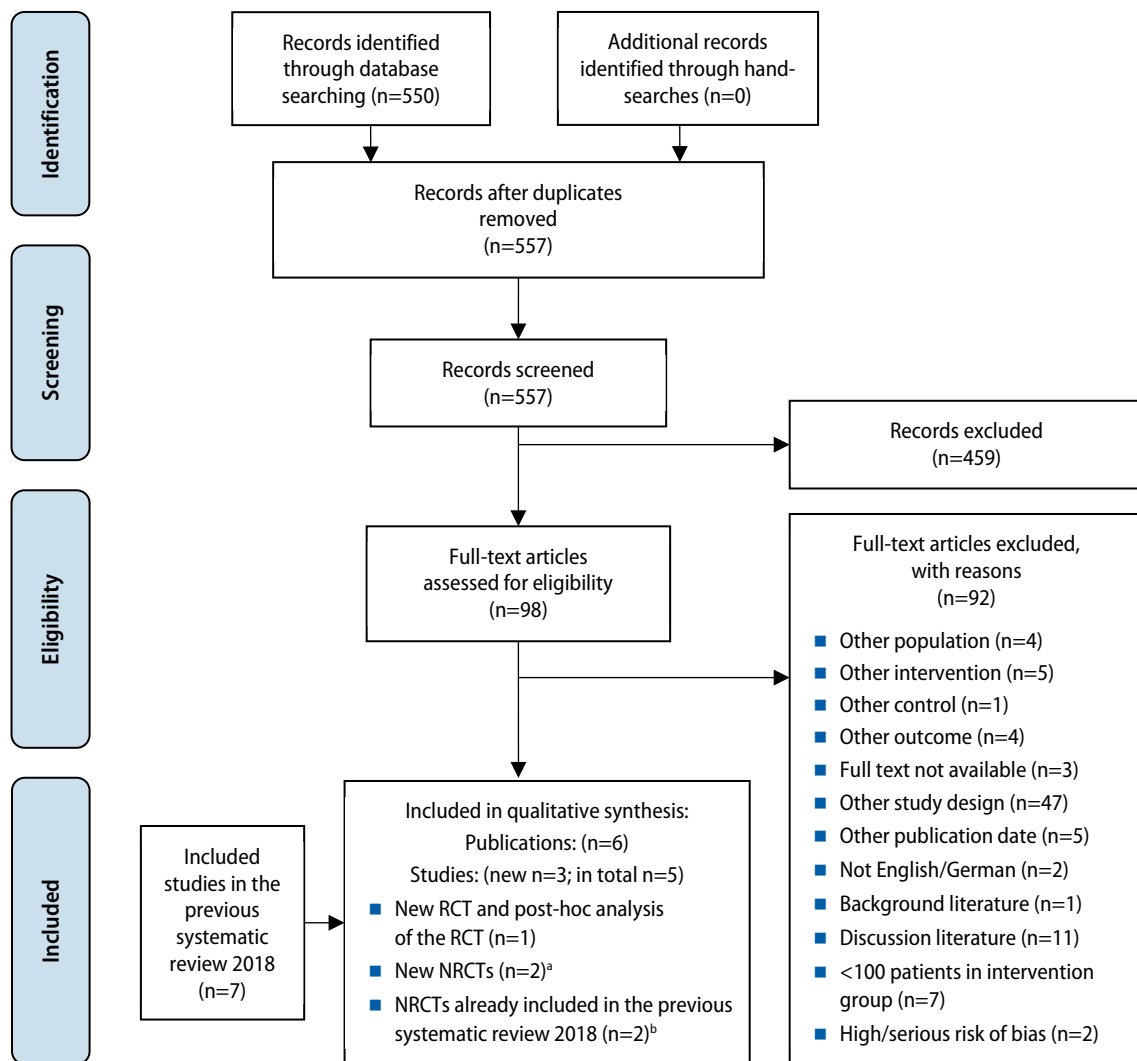 Identification
Records identified
through database
searching (n=550)
Additional records
identified through hand-
searches (n=0)
Records after duplicates
removed
(n=557)
Screening
Records screened
(n=557)
Records excluded
(n=459)
Eligibility
Full-text articles
assessed for eligibility
(n=98)
Full-text articles excluded,
with reasons
(n=92)
■ Other population (n=4)
■ Other intervention (n=5)
■ Other control (n=1)
■ Other outcome (n=4)
■ Full text not available (n=3)
■ Other study design (n=47)
■ Other publication date (n=5)
■ Not English/German (n=2)
■ Background literature (n=1)
■ Discussion literature (n=11)
■ <100 patients in intervention
group (n=7)
■ High/serious risk of bias (n=2)
Included
Included
studies in the
previous
systematic
review 2018
(n=7)
Included in qualitative synthesis:
Publications: (n=6)
Studies: (new n=3; in total n=5)
■ New RCT and post-hoc analysis
of the RCT (n=1)
■ New NRCTs (n=2)ᵃ
■ NRCTs already included in the previous
systematic review 2018 (n=2)ᵇ